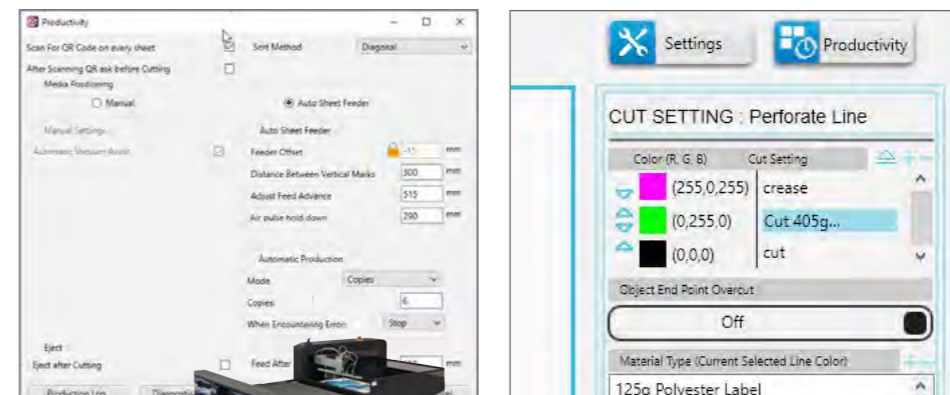 Productivity
Scan For QR Code on every sheet
Sort Method
Diagonal
After Scanning QR ask before Cutting
Media Positioning
Manual
Auto Sheet Feeder
Manual Settings
Auto Sheet Feeder
Automatic Vacuum Assist
Feeder Offset
-15
mm
Distance Between Vertical Marks
300
mm
Adjust Feed Advance
515
mm
Air pulse hold down
290
mm
Automatic Production
Mode
Copies
Copies
6
When Encountering Error:
Stop
Eject
Eject after Cutting
Feed After
mm
Production Log
Settings
Productivity
CUT SETTING : Perforate Line
Color (R, G, B)
Cut Setting
(255,0,255)
crease
(0,255,0)
Cut 405g...
(0,0,0)
cut
Object End Point Overcut
Off
Material Type (Current Selected Line Color)
125g Polyester Label